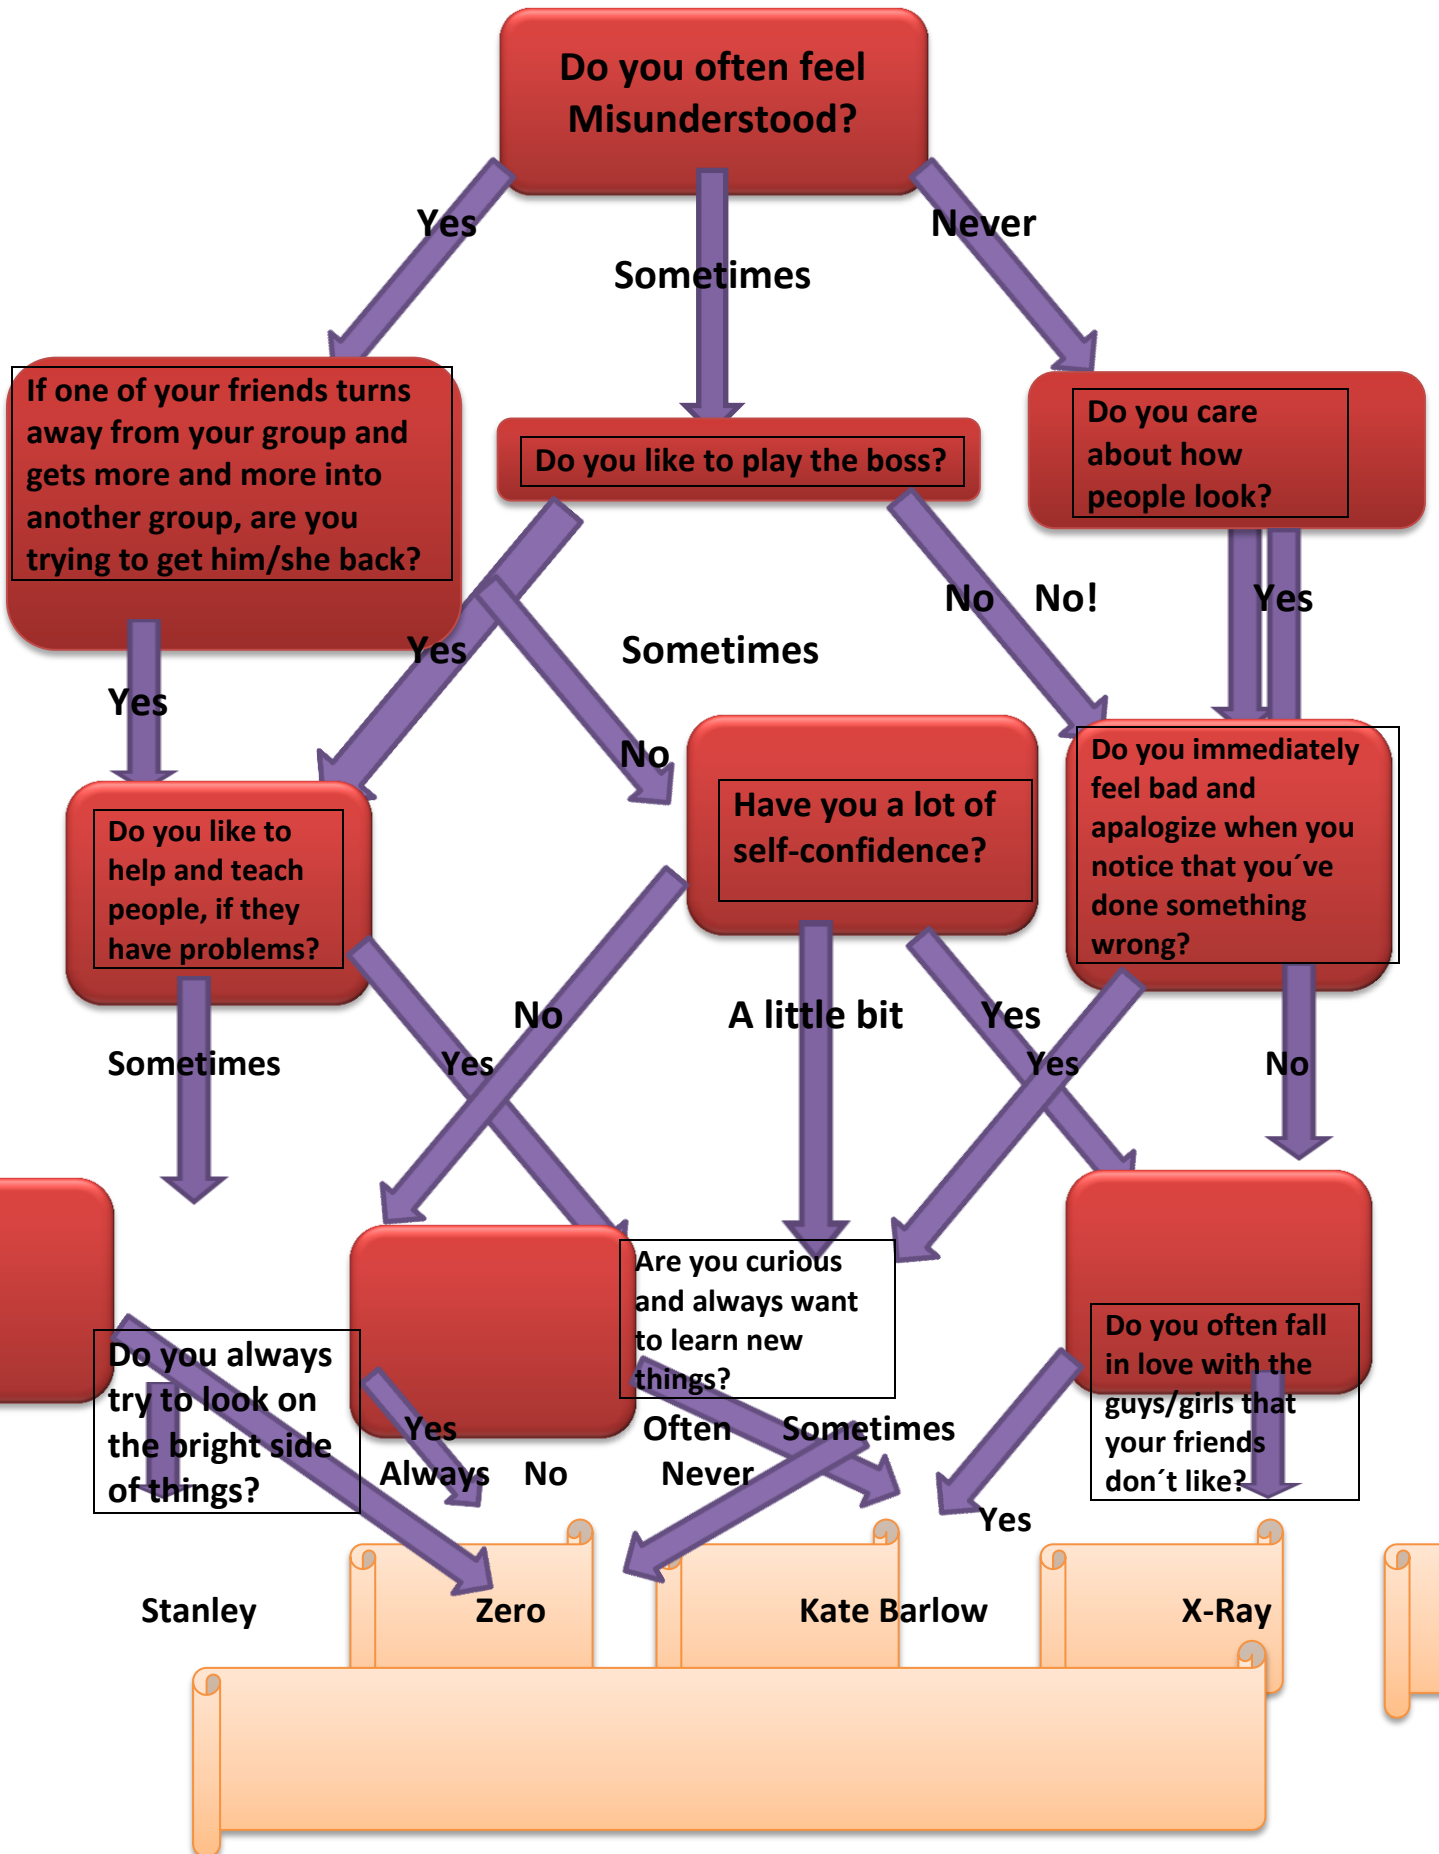 Do you often feel
Misunderstood?
Yes
Never
Sometimes
If one of your friends turns
away from your group and
gets more and more into
another group, are you
trying to get him/she back?
Do you like to play the boss?
Do you care
about how
people look?
No No! Yes
Yes Sometimes
Yes
No
Do you like to
help and teach
people, if they
have problems?
Have you a lot of
self-confidence?
Do you immediately
feel bad and
apalogize when you
notice that you´ve
done something
wrong?
No A little bit Yes
Sometimes Yes Yes No
Do you always
try to look on
the bright side
of things?
Are you curious
and always want
to learn new
things?
Do you often fall
in love with the
guys/girls that
your friends
don´t like?
Yes Often Sometimes
Always No Never
Yes
Stanley Zero Kate Barlow X-Ray